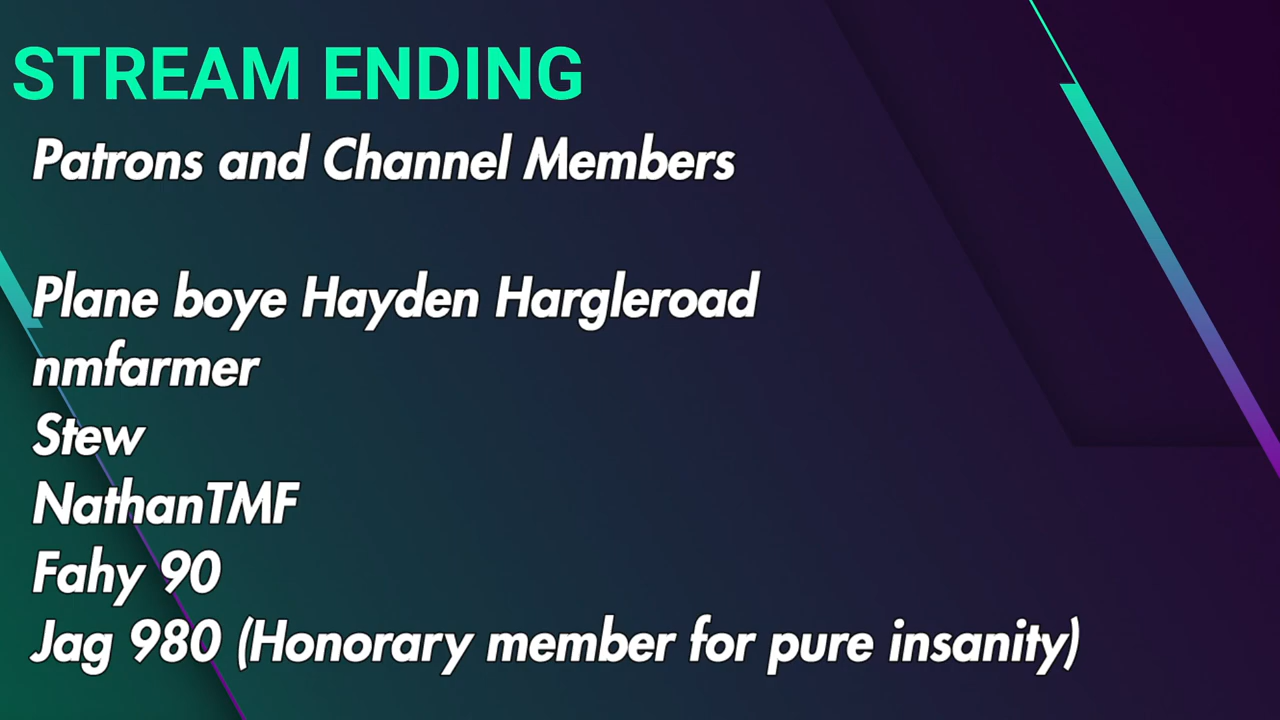 STREAM ENDING
Patrons and Channel Members
Plane boye Hayden Hargleroad
nmfarmer
Stew
NathanTMF
Fahy 90
Jag 980 (Honorary member for pure insanity)